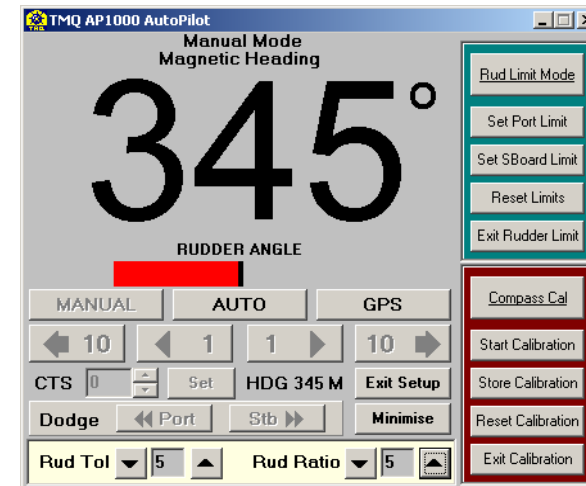 TMQ AP1000 AutoPilot
Manual Mode
Magnetic Heading
345°
RUDDER ANGLE
MANUAL AUTO GPS
10 1 1 10
CTS 0 Set HDG 345 M Exit Setup
Dodge Port Stb Minimise
Rud Tol 5 Rud Ratio 5
Rud Limit Mode
Set Port Limit
Set SBoard Limit
Reset Limits
Exit Rudder Limit
Compass Cal
Start Calibration
Store Calibration
Reset Calibration
Exit Calibration